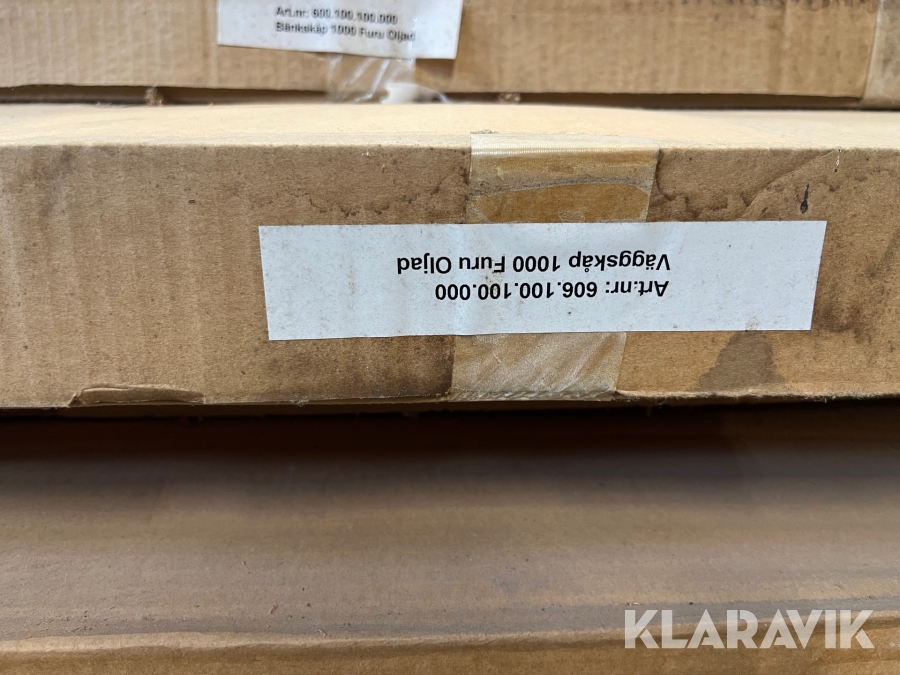 Art.nr: 600.100.100.000
Bänkskåp 1000 Furu Oljad
Art.nr: 606.100.100.000
Väggskåp 1000 Furu Oljad
KLARAVIK